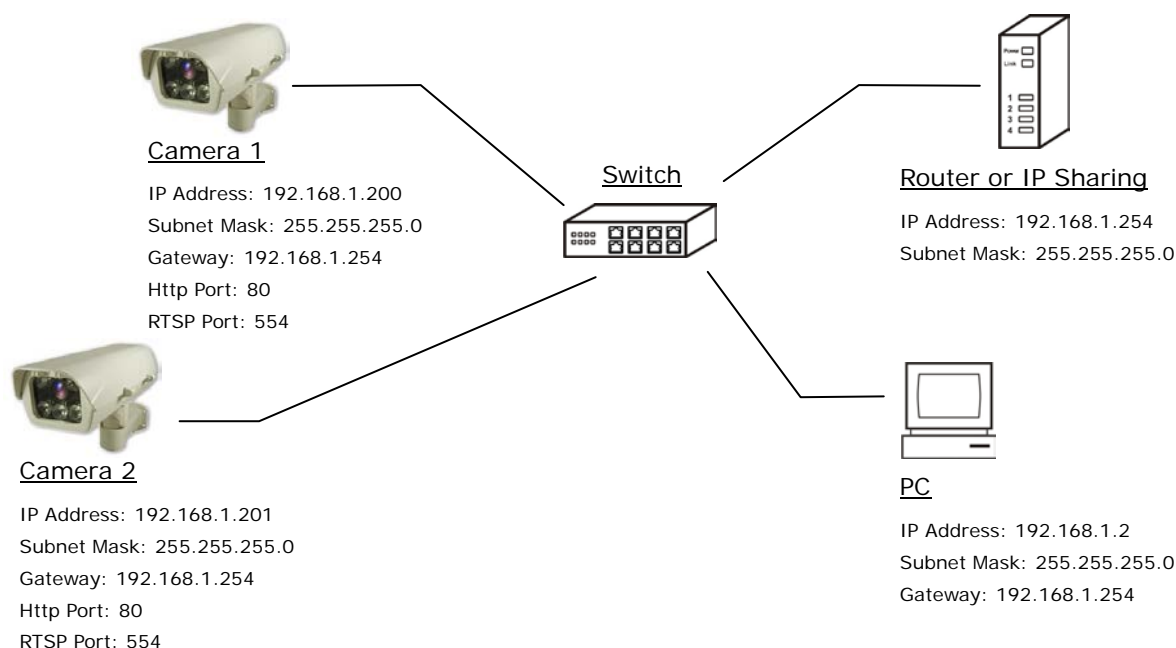 Camera 1
IP Address: 192.168.1.200
Subnet Mask: 255.255.255.0
Gateway: 192.168.1.254
Http Port: 80
RTSP Port: 554
Switch
Power
Link
1
2
3
4
Router or IP Sharing
IP Address: 192.168.1.254
Subnet Mask: 255.255.255.0
Camera 2
IP Address: 192.168.1.201
Subnet Mask: 255.255.255.0
Gateway: 192.168.1.254
Http Port: 80
RTSP Port: 554
PC
IP Address: 192.168.1.2
Subnet Mask: 255.255.255.0
Gateway: 192.168.1.254